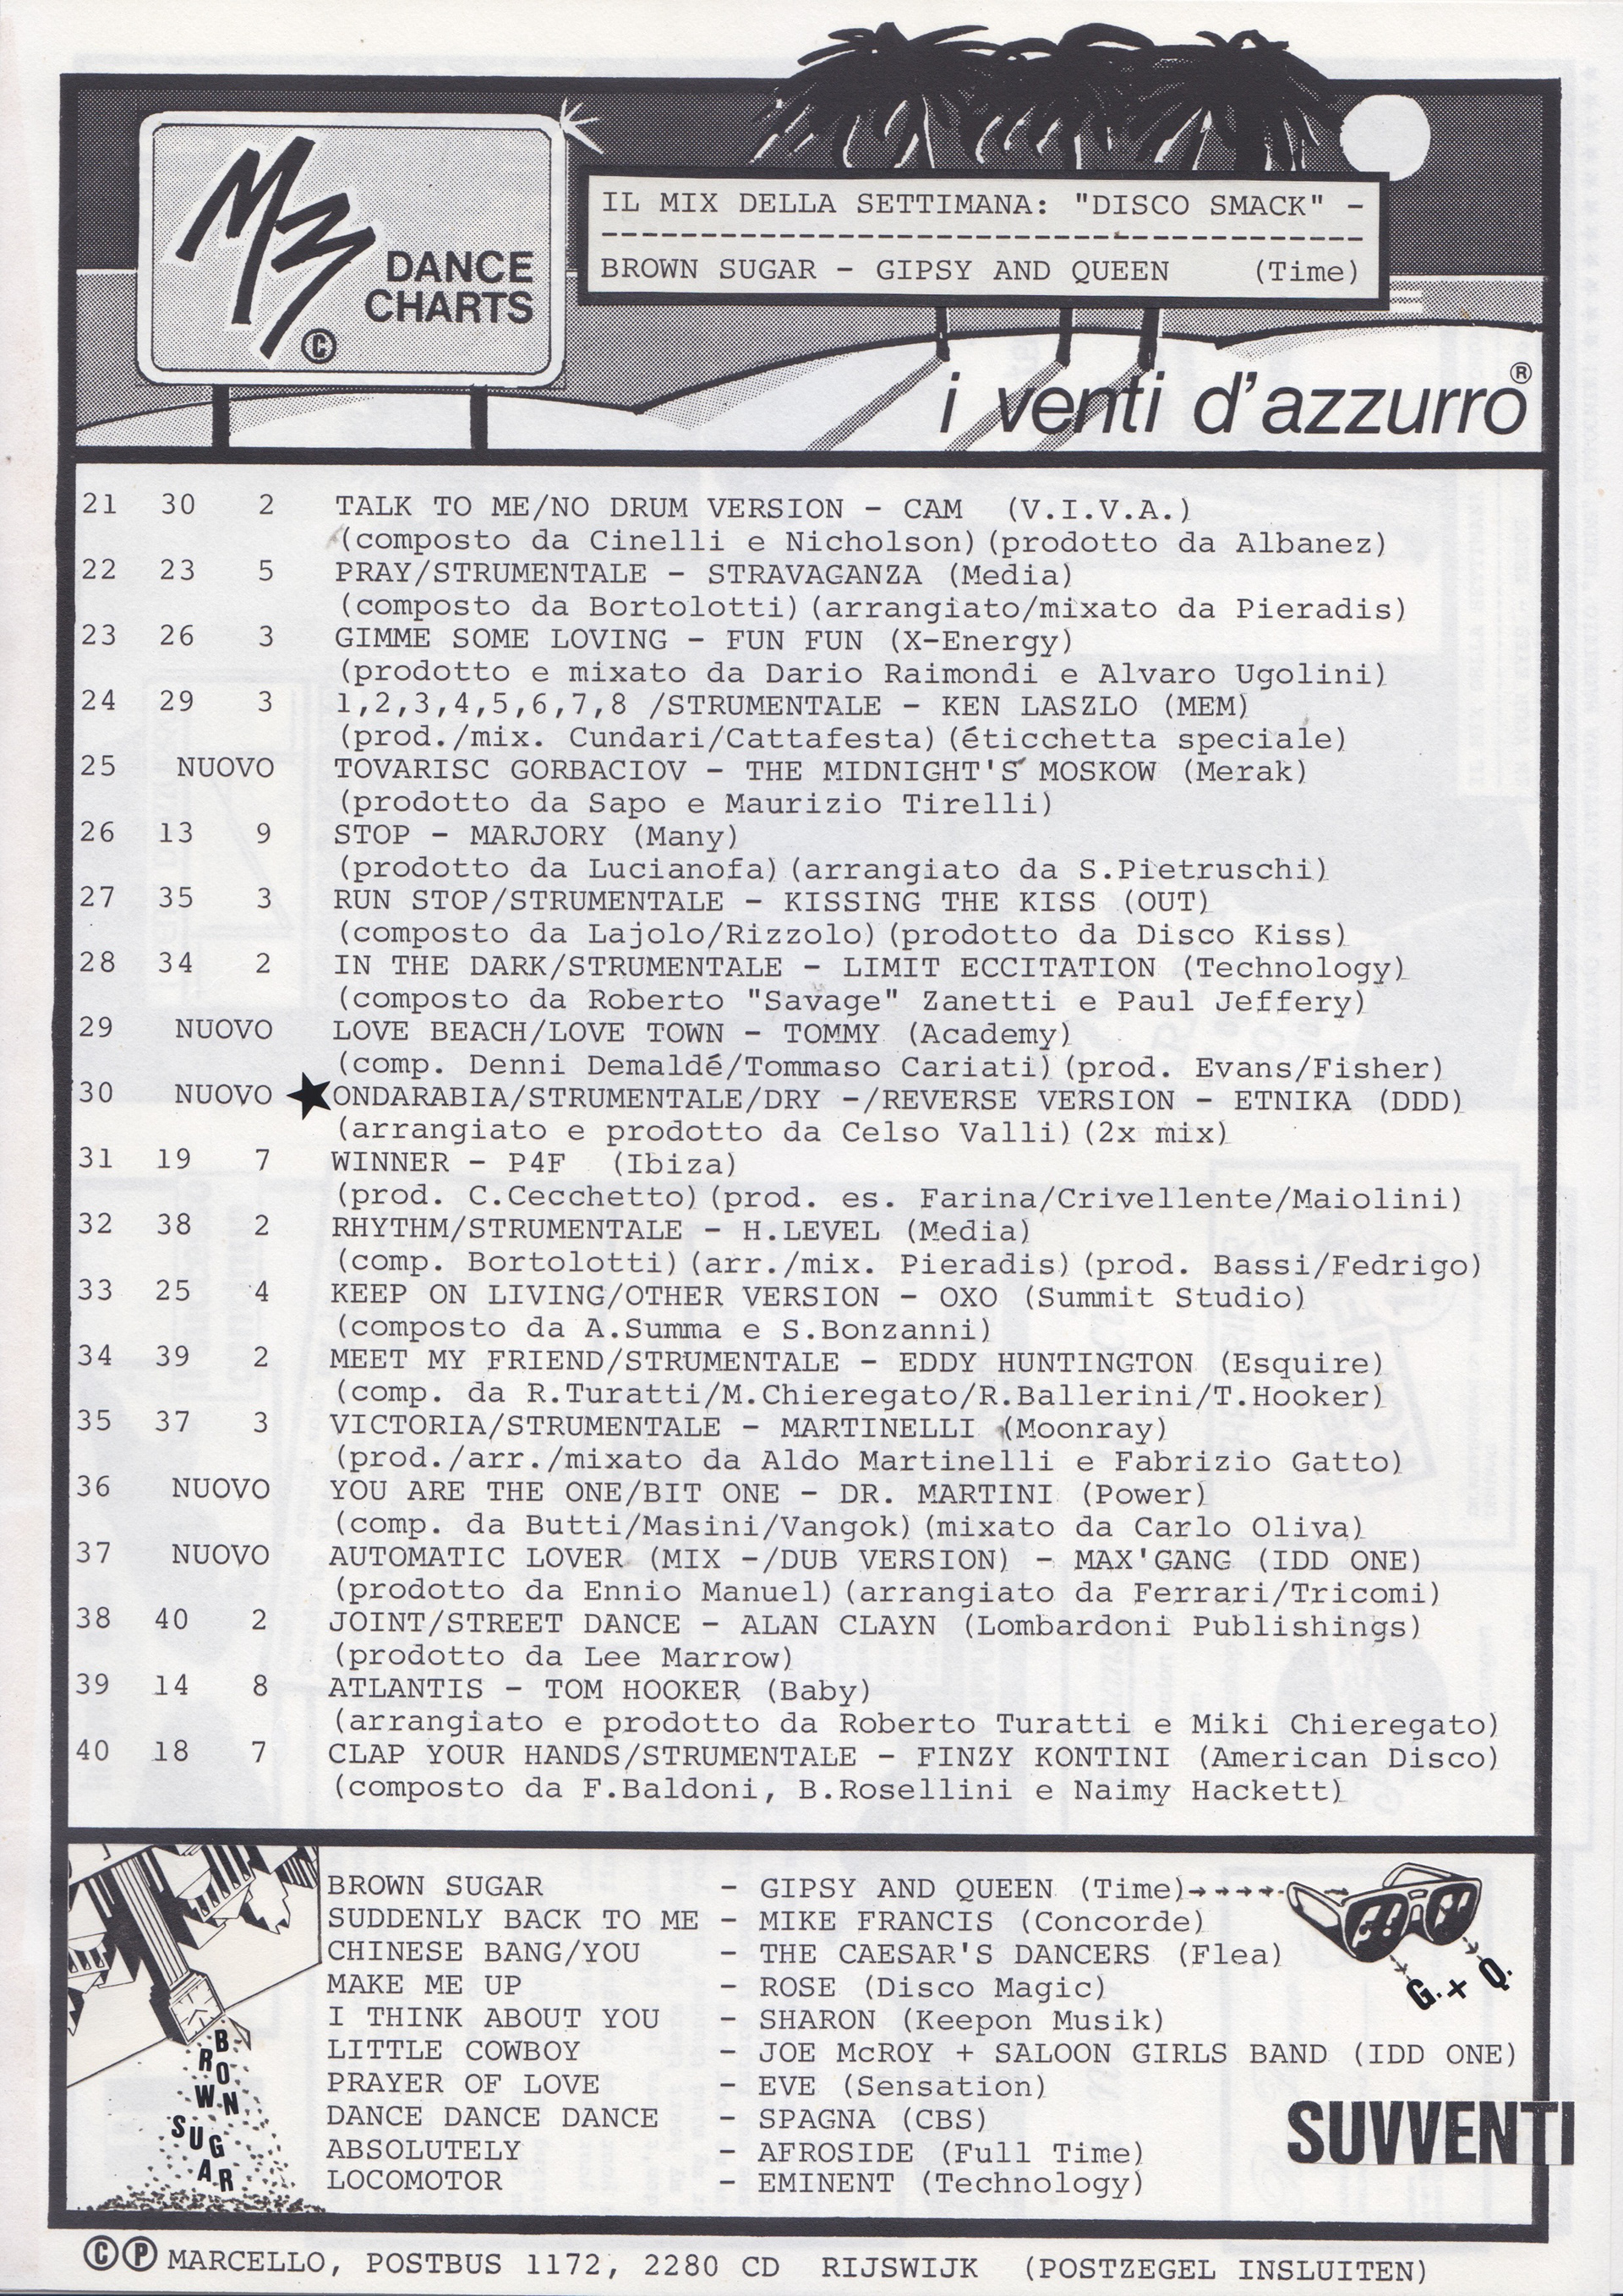 M3
DANCE
CHARTS
©
IL MIX DELLA SETTIMANA: "DISCO SMACK" -
---------------------------------------
BROWN SUGAR - GIPSY AND QUEEN (Time)
i venti d'azzurro®
21 30 2 TALK TO ME/NO DRUM VERSION - CAM (V.I.V.A.)
(composto da Cinelli e Nicholson)(prodotto da Albanez)
22 23 5 PRAY/STRUMENTALE - STRAVAGANZA (Media)
(composto da Bortolotti)(arrangiato/mixato da Pieradis)
23 26 3 GIMME SOME LOVING - FUN FUN (X-Energy)
(prodotto e mixato da Dario Raimondi e Alvaro Ugolini)
24 29 3 1,2,3,4,5,6,7,8 /STRUMENTALE - KEN LASZLO (MEM)
(prod./mix. Cundari/Cattafesta)(éticchetta speciale)
25 NUOVO TOVARISC GORBACIOV - THE MIDNIGHT'S MOSKOW (Merak)
(prodotto da Sapo e Maurizio Tirelli)
26 13 9 STOP - MARJORY (Many)
(prodotto da Lucianofa)(arrangiato da S.Pietruschi)
27 35 3 RUN STOP/STRUMENTALE - KISSING THE KISS (OUT)
(composto da Lajolo/Rizzolo)(prodotto da Disco Kiss)
28 34 2 IN THE DARK/STRUMENTALE - LIMIT ECCITATION (Technology)
(composto da Roberto "Savage" Zanetti e Paul Jeffery)
29 NUOVO LOVE BEACH/LOVE TOWN - TOMMY (Academy)
(comp. Denni Demaldé/Tommaso Cariati)(prod. Evans/Fisher)
30 NUOVO ★ONDARABIA/STRUMENTALE/DRY -/REVERSE VERSION - ETNIKA (DDD)
(arrangiato e prodotto da Celso Valli)(2x mix)
31 19 7 WINNER - P4F (Ibiza)
(prod. C.Cecchetto)(prod. es. Farina/Crivellente/Maiolini)
32 38 2 RHYTHM/STRUMENTALE - H.LEVEL (Media)
(comp. Bortolotti)(arr./mix. Pieradis)(prod. Bassi/Fedrigo)
33 25 4 KEEP ON LIVING/OTHER VERSION - OXO (Summit Studio)
(composto da A.Summa e S.Bonzanni)
34 39 2 MEET MY FRIEND/STRUMENTALE - EDDY HUNTINGTON (Esquire)
(comp. da R.Turatti/M.Chieregato/R.Ballerini/T.Hooker)
35 37 3 VICTORIA/STRUMENTALE - MARTINELLI (Moonray)
(prod./arr./mixato da Aldo Martinelli e Fabrizio Gatto)
36 NUOVO YOU ARE THE ONE/BIT ONE - DR. MARTINI (Power)
(comp. da Butti/Masini/Vangok)(mixato da Carlo Oliva)
37 NUOVO AUTOMATIC LOVER (MIX -/DUB VERSION) - MAX'GANG (IDD ONE)
(prodotto da Ennio Manuel)(arrangiato da Ferrari/Tricomi)
38 40 2 JOINT/STREET DANCE - ALAN CLAYN (Lombardoni Publishings)
(prodotto da Lee Marrow)
39 14 8 ATLANTIS - TOM HOOKER (Baby)
(arrangiato e prodotto da Roberto Turatti e Miki Chieregato)
40 18 7 CLAP YOUR HANDS/STRUMENTALE - FINZY KONTINI (American Disco)
(composto da F.Baldoni, B.Rosellini e Naimy Hackett)
BROWN SUGAR - GIPSY AND QUEEN (Time)
SUDDENLY BACK TO ME - MIKE FRANCIS (Concorde)
CHINESE BANG/YOU - THE CAESAR'S DANCERS (Flea)
MAKE ME UP - ROSE (Disco Magic)
I THINK ABOUT YOU - SHARON (Keepon Musik)
LITTLE COWBOY - JOE McROY + SALOON GIRLS BAND (IDD ONE)
PRAYER OF LOVE - EVE (Sensation)
DANCE DANCE DANCE - SPAGNA (CBS)
ABSOLUTELY - AFROSIDE (Full Time)
LOCOMOTOR - EMINENT (Technology)
BROWN SUGAR
G. + Q.
SUVVENTI
©℗ MARCELLO, POSTBUS 1172, 2280 CD RIJSWIJK (POSTZEGEL INSLUITEN)